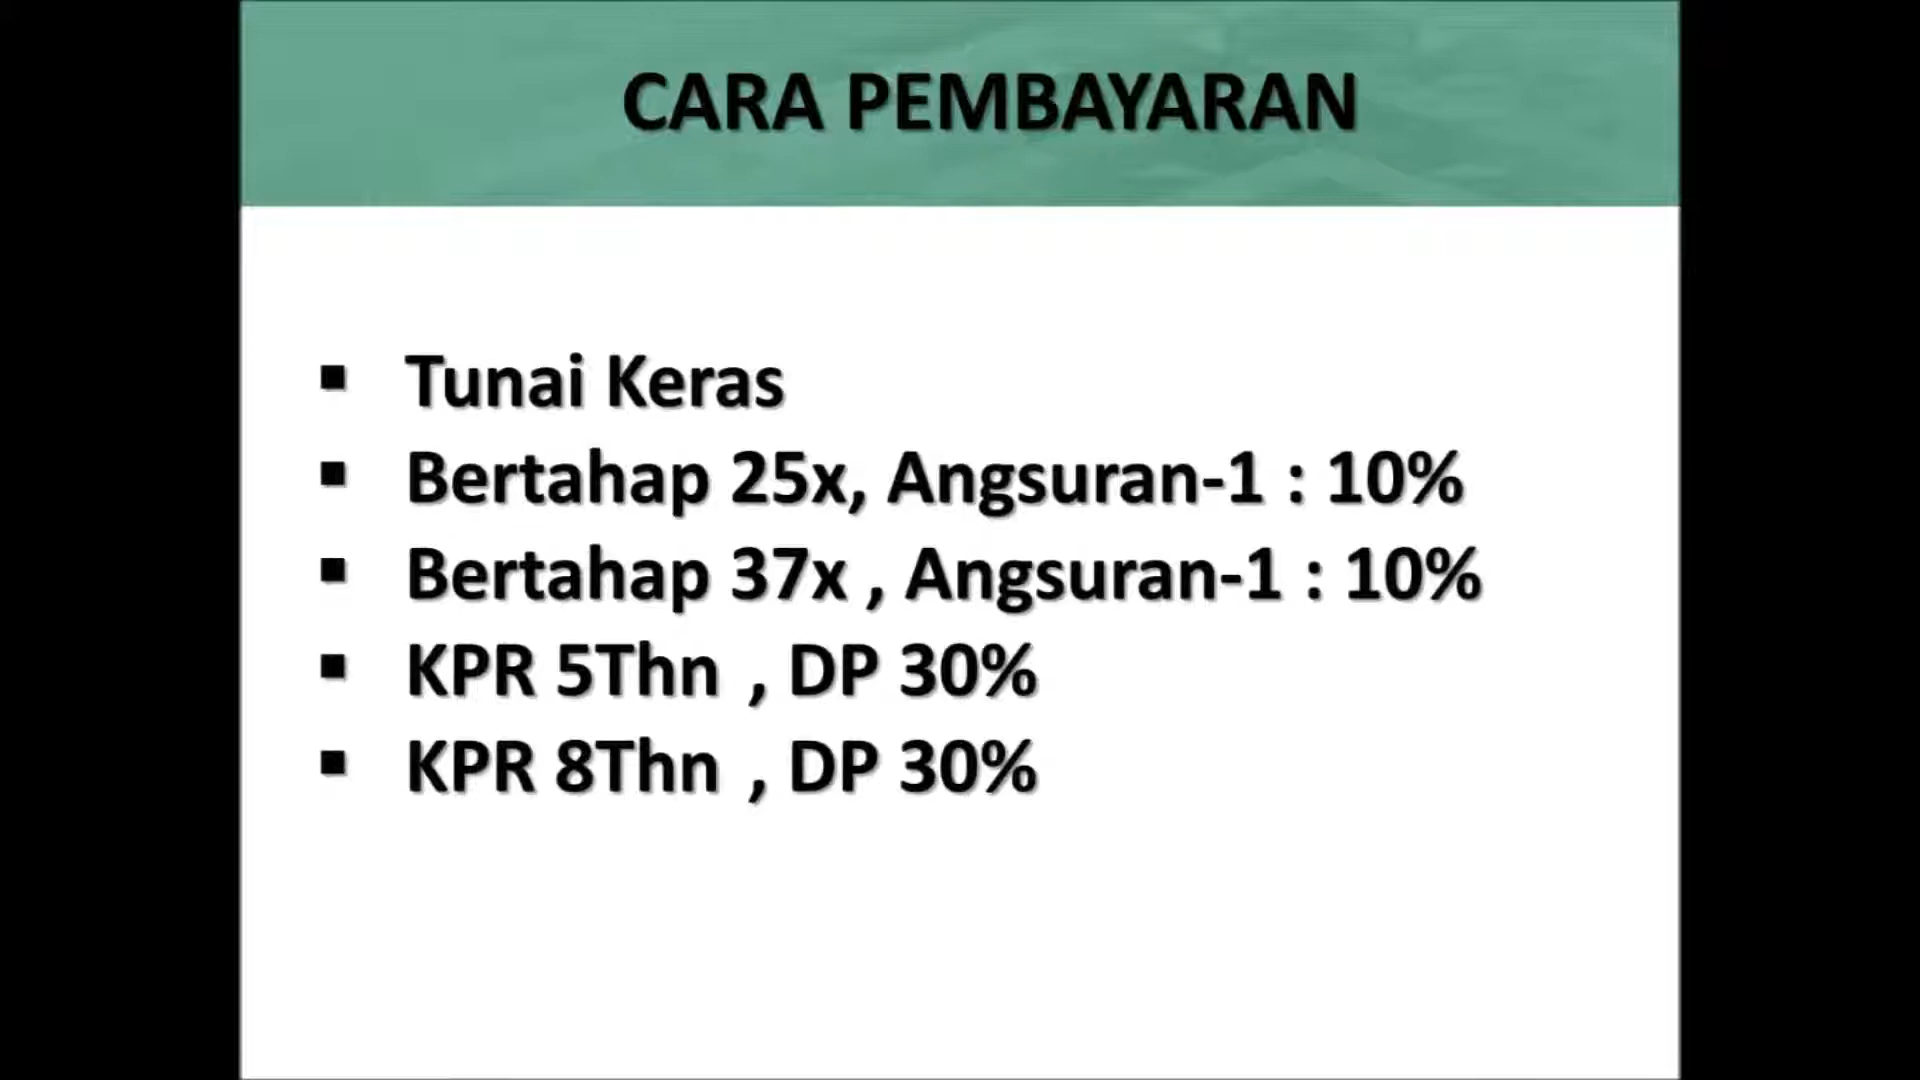 CARA PEMBAYARAN
▪ Tunai Keras
▪ Bertahap 25x, Angsuran-1 : 10%
▪ Bertahap 37x , Angsuran-1 : 10%
▪ KPR 5Thn , DP 30%
▪ KPR 8Thn , DP 30%